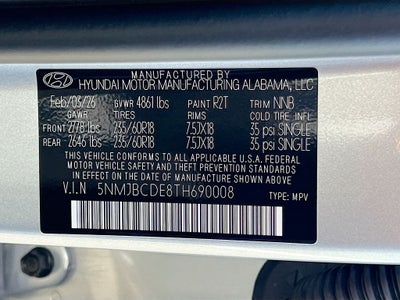 MANUFACTURED BY
HYUNDAI MOTOR MANUFACTURING ALABAMA, LLC
Feb/03/26 GVWR 4861 lbs PAINT R2T TRIM NNB
GAWR TIRES RIMS COLD TIRE
FRONT 2778 lbs 235/60R18 7.5JX18 35 psi SINGLE
REAR 2646 lbs 235/60R18 7.5JX18 35 psi SINGLE
THIS VEHICLE CONFORMS TO ALL APPLICABLE U.S.A. FEDERAL
MOTOR VEHICLE SAFETY AND THEFT PREVENTION STANDARDS
IN EFFECT ON THE DATE OF MANUFACTURE SHOWN ABOVE.
V.I.N 5NMJBCDE8TH690008
TYPE: MPV